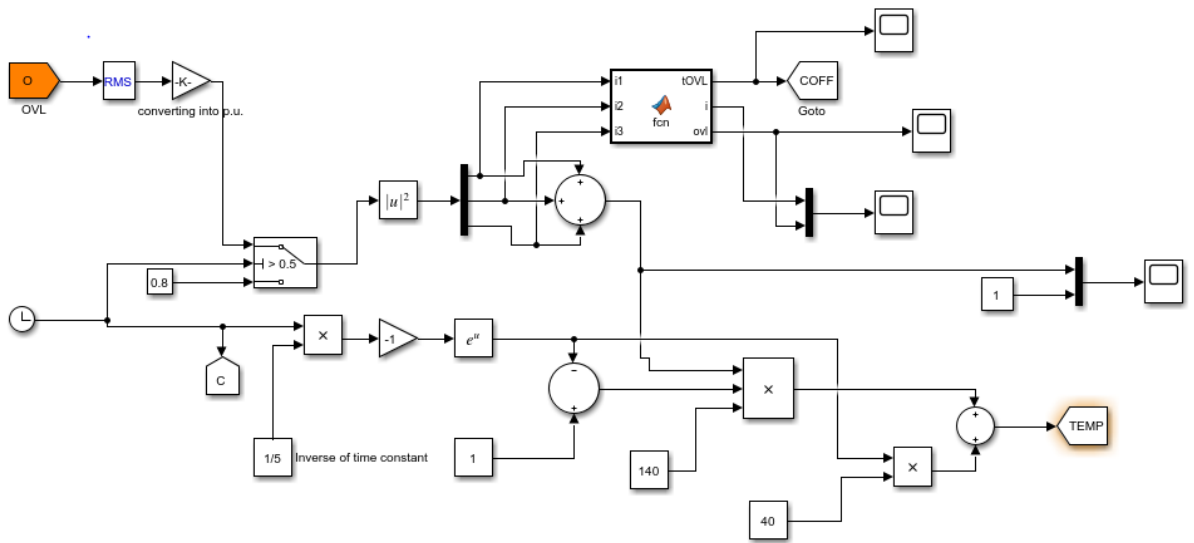 O
OVL
RMS
-K-
converting into p.u.
i1
i2
i3
fcn
tOVL
i
ovl
COFF
Goto
|u|²
> 0.5
0.8
1
×
-1
eᵘ
C
−
+
+
+
+
1/5
Inverse of time constant
1
×
140
×
40
+
+
TEMP